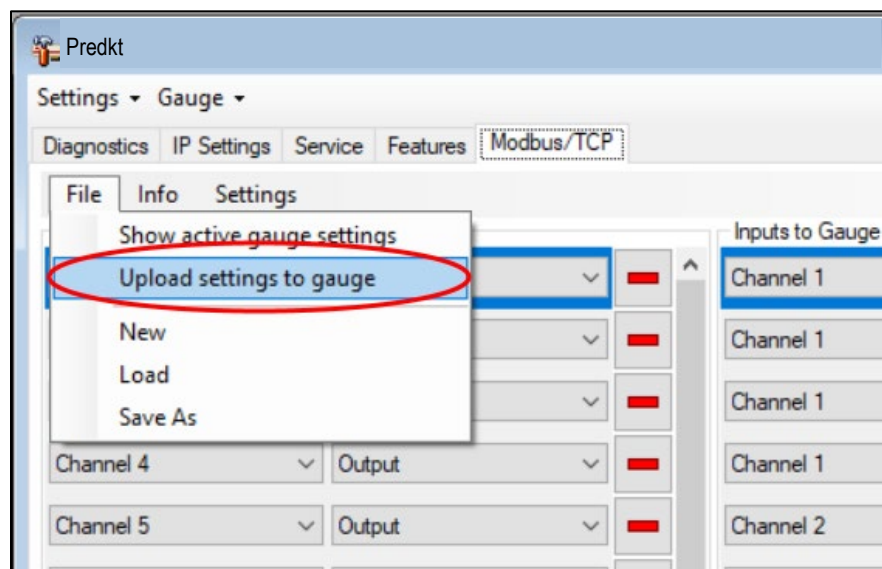 Predkt
Settings Gauge
Diagnostics IP Settings Service Features Modbus/TCP
File Info Settings
Show active gauge settings
Upload settings to gauge
New
Load
Save As
Channel 4 Output
Channel 5 Output
Inputs to Gauge
Channel 1
Channel 1
Channel 1
Channel 1
Channel 2